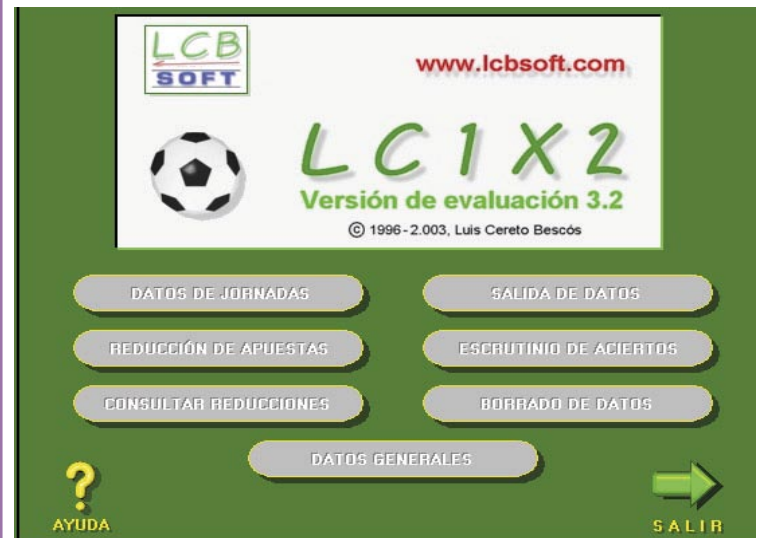 LCB
SOFT
www.lcbsoft.com
LC1X2
Versión de evaluación 3.2
© 1996-2.003, Luis Cereto Bescós
DATOS DE JORNADAS
SALIDA DE DATOS
REDUCCIÓN DE APUESTAS
ESCRUTINIO DE ACIERTOS
CONSULTAR REDUCCIONES
BORRADO DE DATOS
DATOS GENERALES
?
AYUDA
SALIR